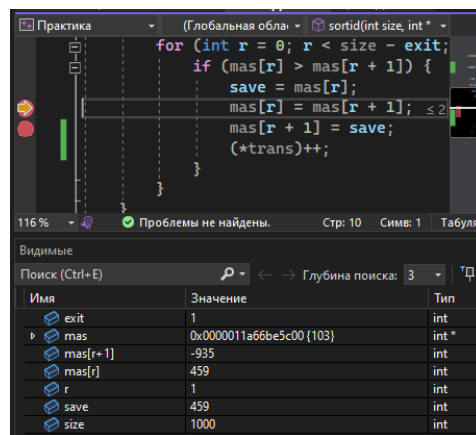 Практика (Глобальная облас sortid(int size, int *
for (int r = 0; r < size - exit;
if (mas[r] > mas[r + 1]) {
save = mas[r];
mas[r] = mas[r + 1]; ≤ 2
mas[r + 1] = save;
(*trans)++;
}
}
}
116 % Проблемы не найдены. Стр: 10 Симв: 1 Табуля
Видимые
Поиск (Ctrl+E) Глубина поиска: 3
Имя Значение Тип
exit 1 int
mas 0x0000011a66be5c00 {103} int *
mas[r+1] -935 int
mas[r] 459 int
r 1 int
save 459 int
size 1000 int